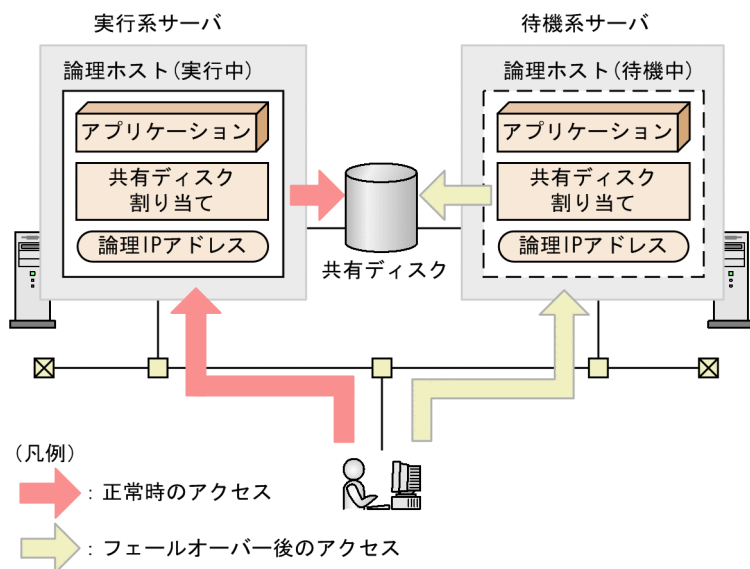 実行系サーバ
待機系サーバ
論理ホスト(実行中)
論理ホスト(待機中)
アプリケーション
共有ディスク
割り当て
論理IPアドレス
アプリケーション
共有ディスク
割り当て
論理IPアドレス
共有ディスク
(凡例)
:正常時のアクセス
:フェールオーバー後のアクセス